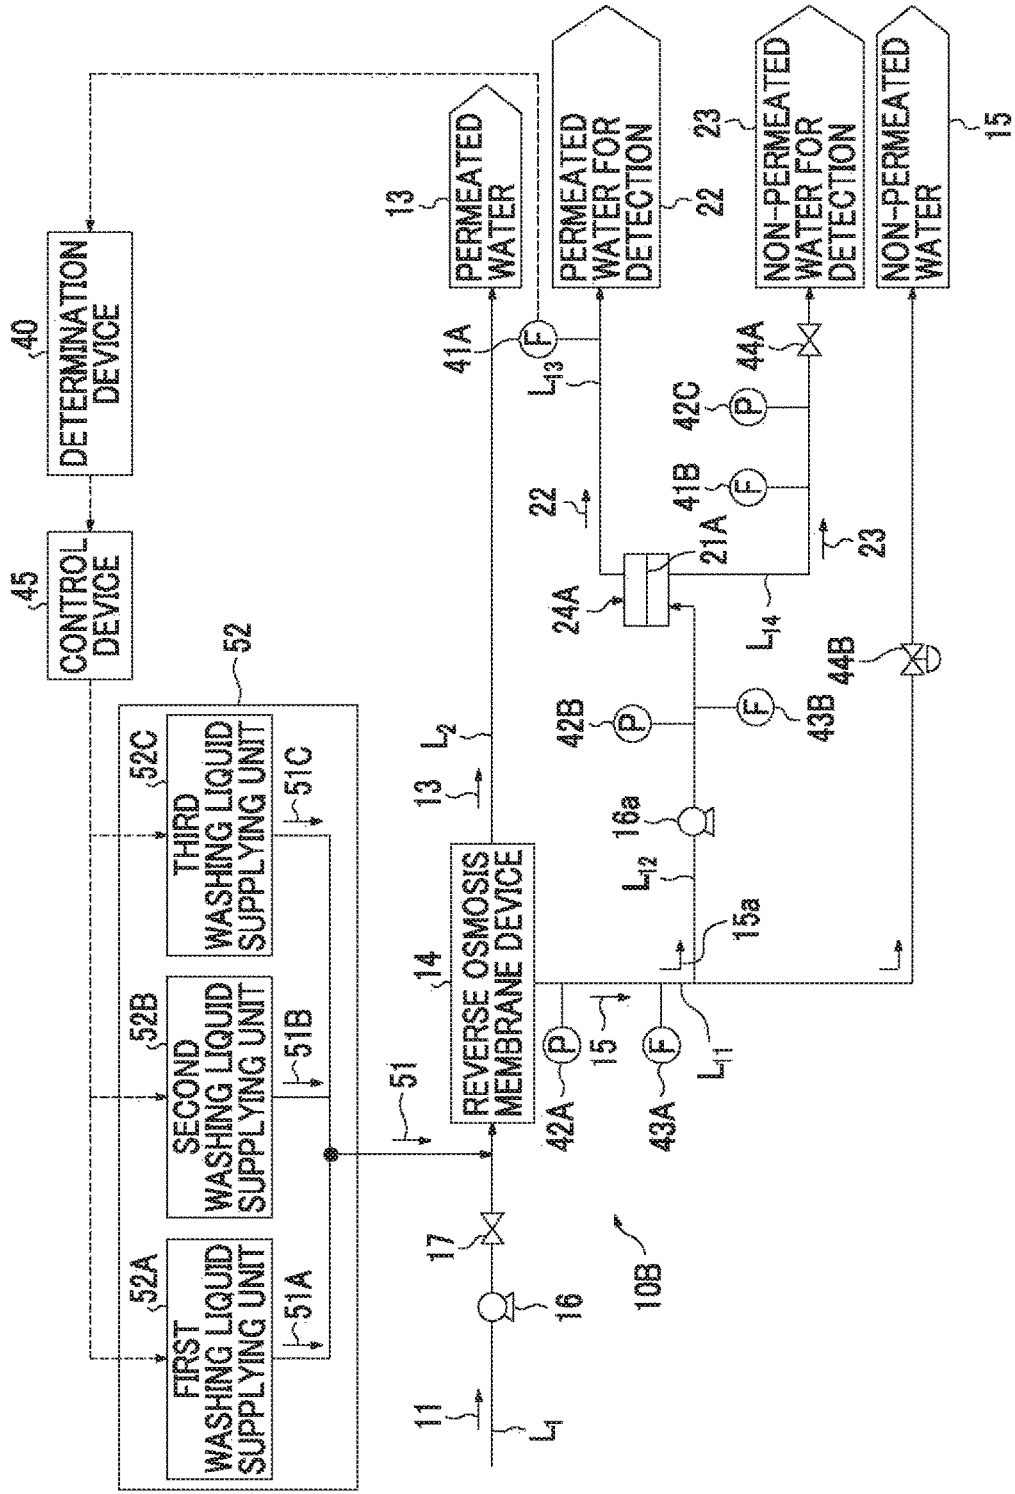 40
DETERMINATION
DEVICE
45
CONTROL
DEVICE
52
52A
FIRST
WASHING LIQUID
SUPPLYING UNIT
51A
52B
SECOND
WASHING LIQUID
SUPPLYING UNIT
51B
52C
THIRD
WASHING LIQUID
SUPPLYING UNIT
51C
51
11
L1
16
17
14
REVERSE OSMOSIS
MEMBRANE DEVICE
13
L2
13
PERMEATED
WATER
41A
F
L13
22
PERMEATED
WATER FOR
DETECTION
22
42A
P
15
43A
F
L11
15a
L12
16a
42B
P
F
43B
24A
21A
L14
23
41B
F
42C
P
44A
23
NON-PERMEATED
WATER FOR
DETECTION
44B
NON-PERMEATED
WATER
15
10B